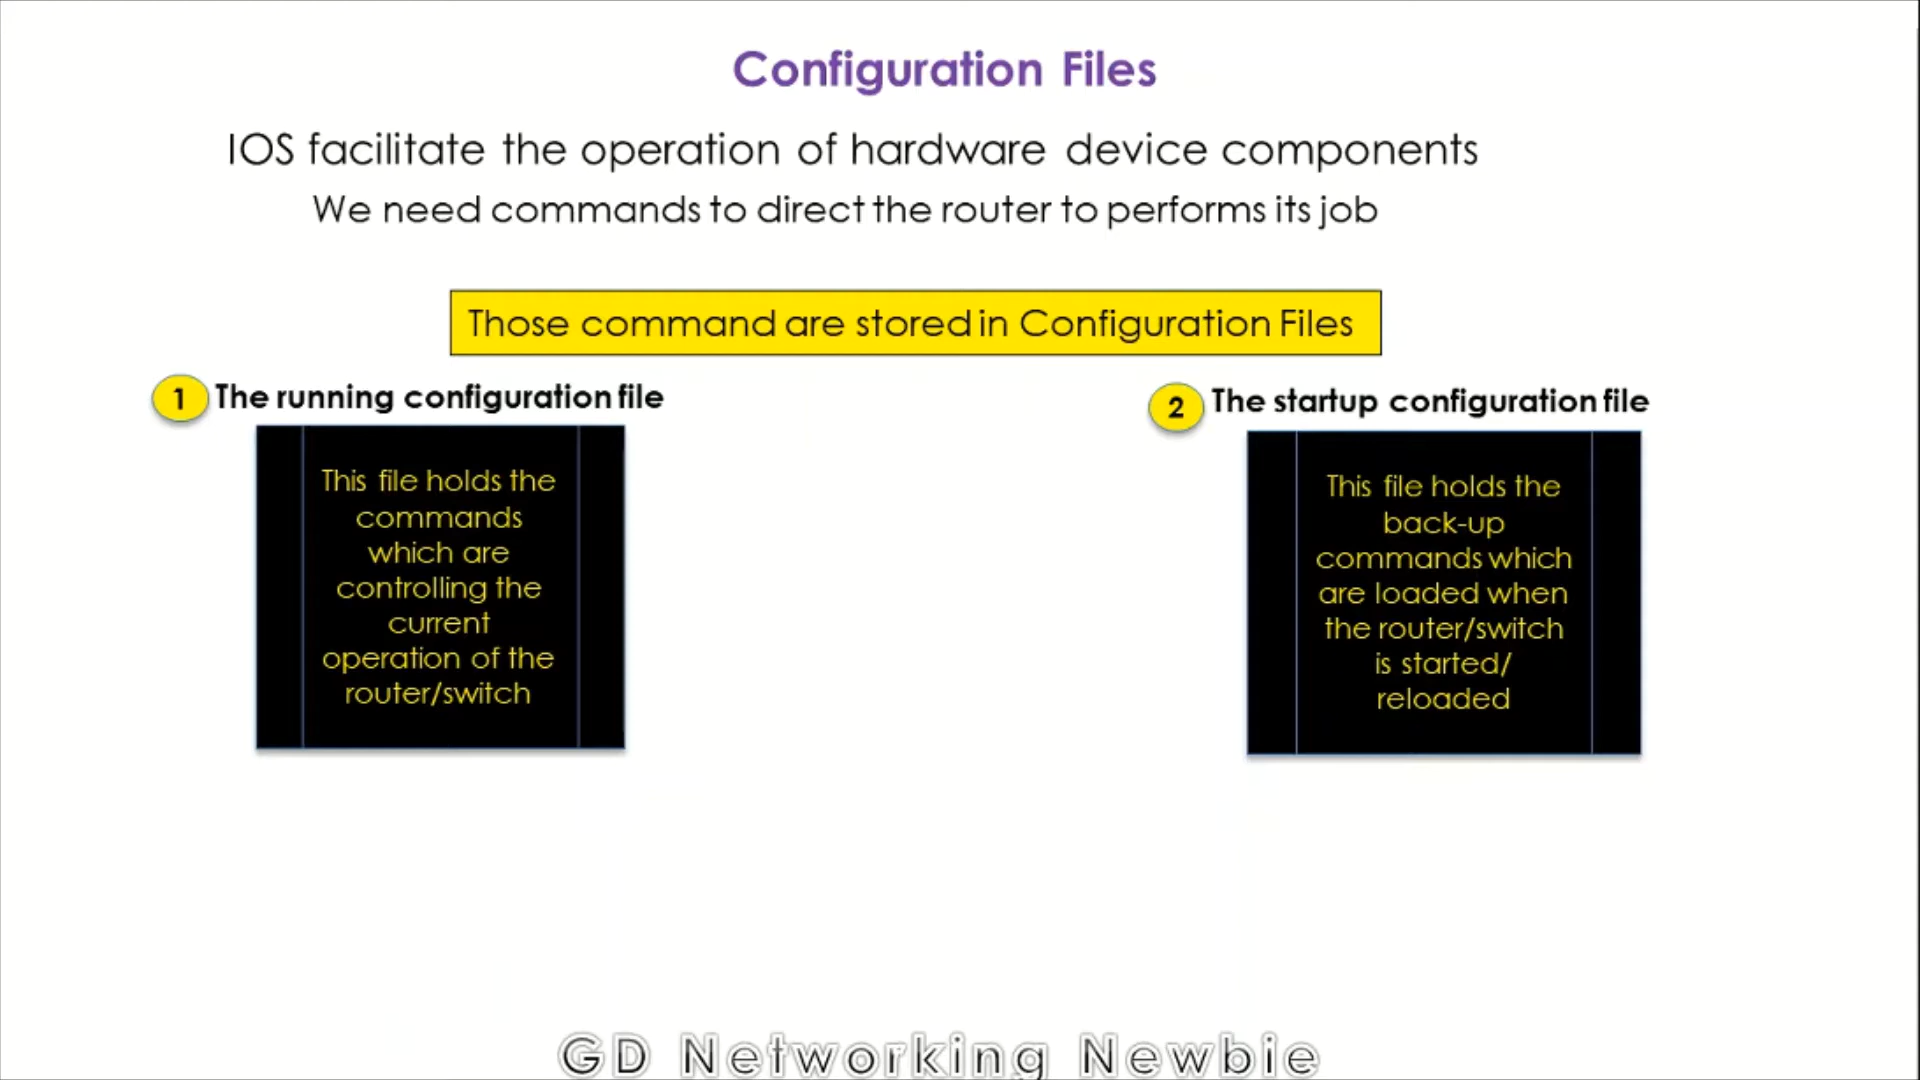 Configuration Files
IOS facilitate the operation of hardware device components
We need commands to direct the router to performs its job
Those command are stored in Configuration Files
1 The running configuration file
This file holds the
commands
which are
controlling the
current
operation of the
router/switch
2 The startup configuration file
This file holds the
back-up
commands which
are loaded when
the router/switch
is started/
reloaded
GD Networking Newbie